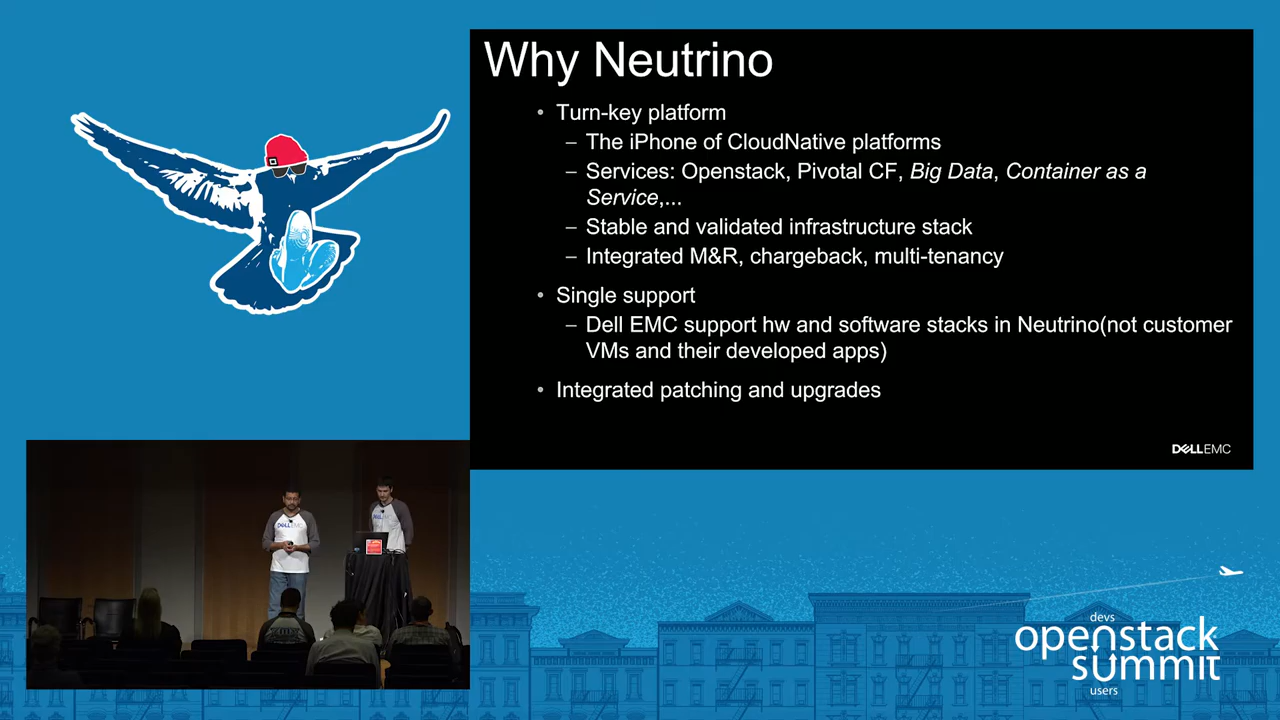 Why Neutrino
• Turn-key platform
– The iPhone of CloudNative platforms
– Services: Openstack, Pivotal CF, Big Data, Container as a
Service,...
– Stable and validated infrastructure stack
– Integrated M&R, chargeback, multi-tenancy
• Single support
– Dell EMC support hw and software stacks in Neutrino(not customer
VMs and their developed apps)
• Integrated patching and upgrades
DELLEMC
DELLEMC
devs
openstack
summit
users